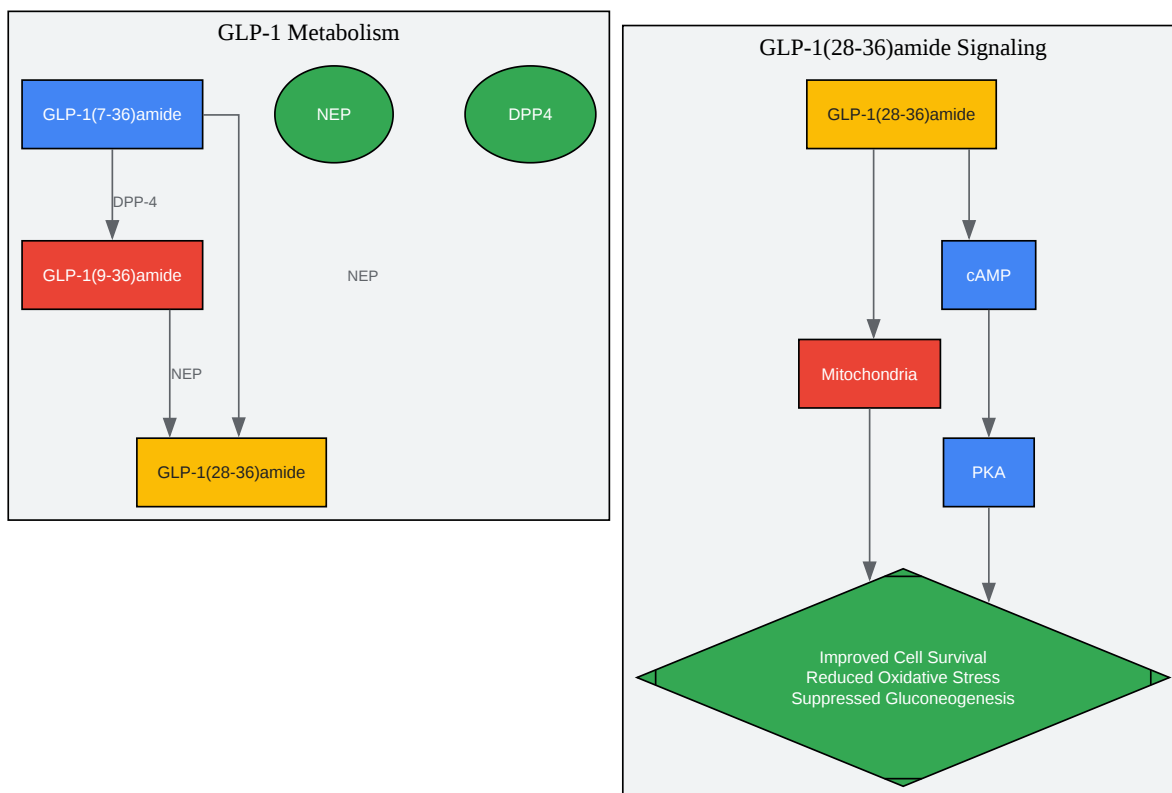 GLP-1 Metabolism
GLP-1(7-36)amide
NEP
DPP4
DPP-4
GLP-1(9-36)amide
NEP
NEP
GLP-1(28-36)amide
GLP-1(28-36)amide Signaling
GLP-1(28-36)amide
cAMP
Mitochondria
PKA
Improved Cell Survival
Reduced Oxidative Stress
Suppressed Gluconeogenesis